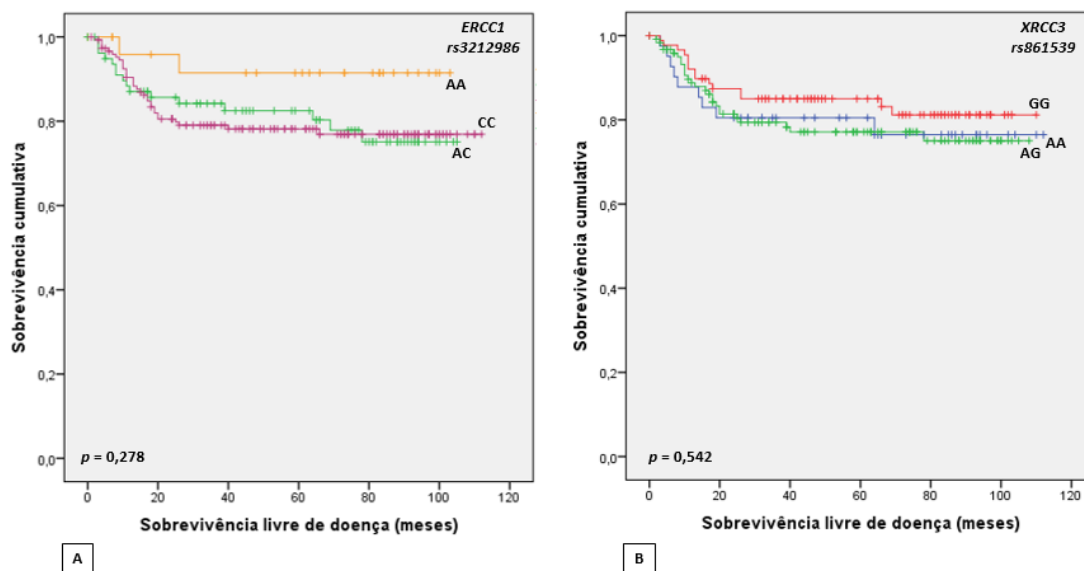 ERCC1
rs3212986
1,0
0,8
0,6
0,4
0,2
0,0
Sobrevivência cumulativa
AA
CC
AC
p = 0,278
0 20 40 60 80 100 120
Sobrevivência livre de doença (meses)
A
XRCC3
rs861539
1,0
0,8
0,6
0,4
0,2
0,0
Sobrevivência cumulativa
GG
AA
AG
p = 0,542
0 20 40 60 80 100 120
Sobrevivência livre de doença (meses)
B